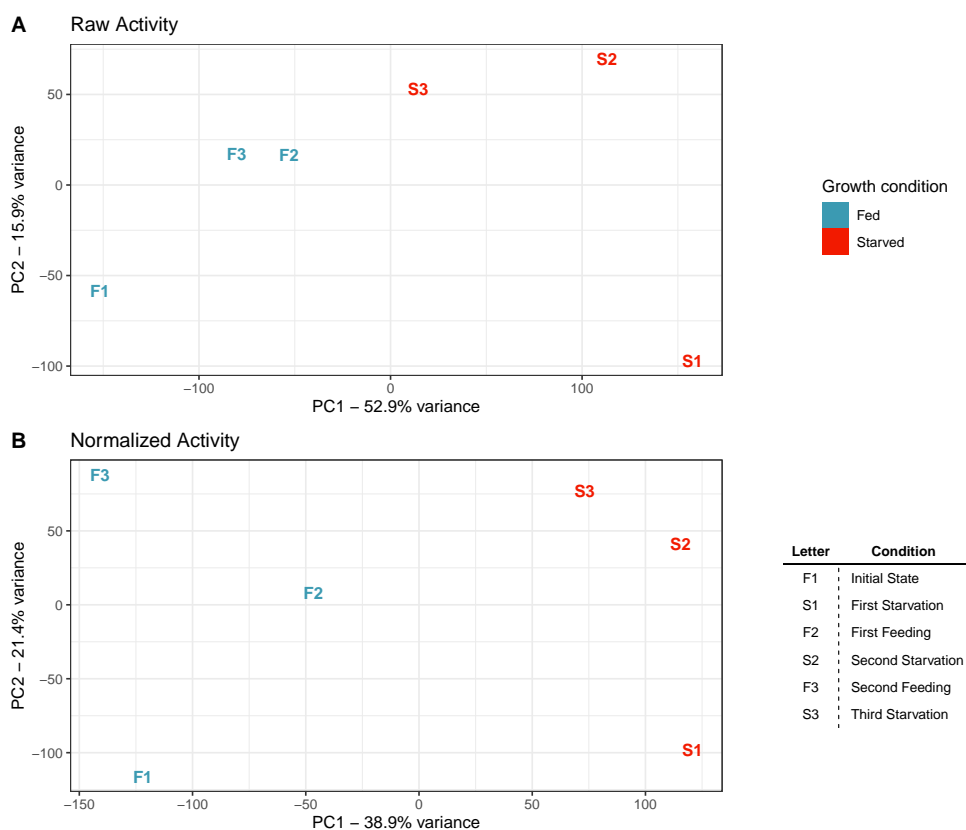 A Raw Activity
S2
S3
50
F3 F2
0
−50
F1
−100
S1
−100 0 100
PC1 − 52.9% variance
PC2 − 15.9% variance
Growth condition
Fed
Starved
B Normalized Activity
F3
S3
50
S2
F2
0
−50
−100
S1
F1
−150 −100 −50 0 50 100
PC1 − 38.9% variance
PC2 − 21.4% variance
Letter Condition
F1 Initial State
S1 First Starvation
F2 First Feeding
S2 Second Starvation
F3 Second Feeding
S3 Third Starvation